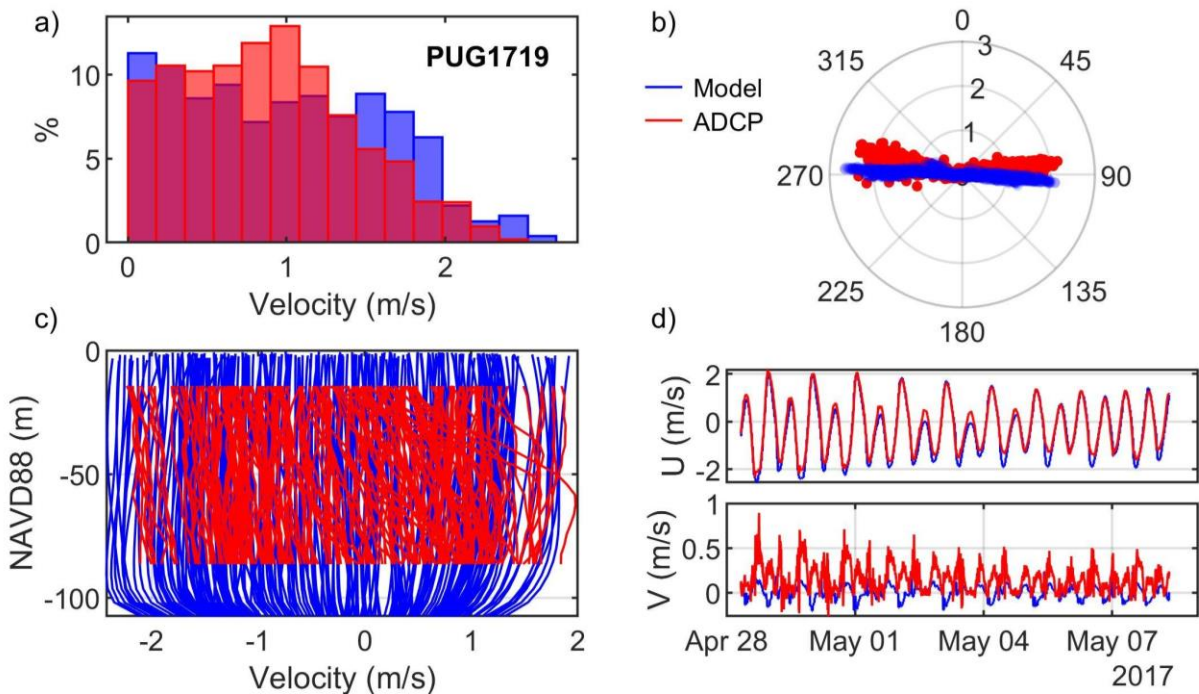 a)
PUG1719
%
10
5
0
0
1
2
Velocity (m/s)
b)
Model
ADCP
0
45
90
135
180
225
270
315
3
2
1
0
c)
NAVD88 (m)
0
-50
-100
-2
-1
0
1
2
Velocity (m/s)
d)
U (m/s)
2
0
-2
V (m/s)
1
0.5
0
Apr 28
May 01
May 04
May 07
2017